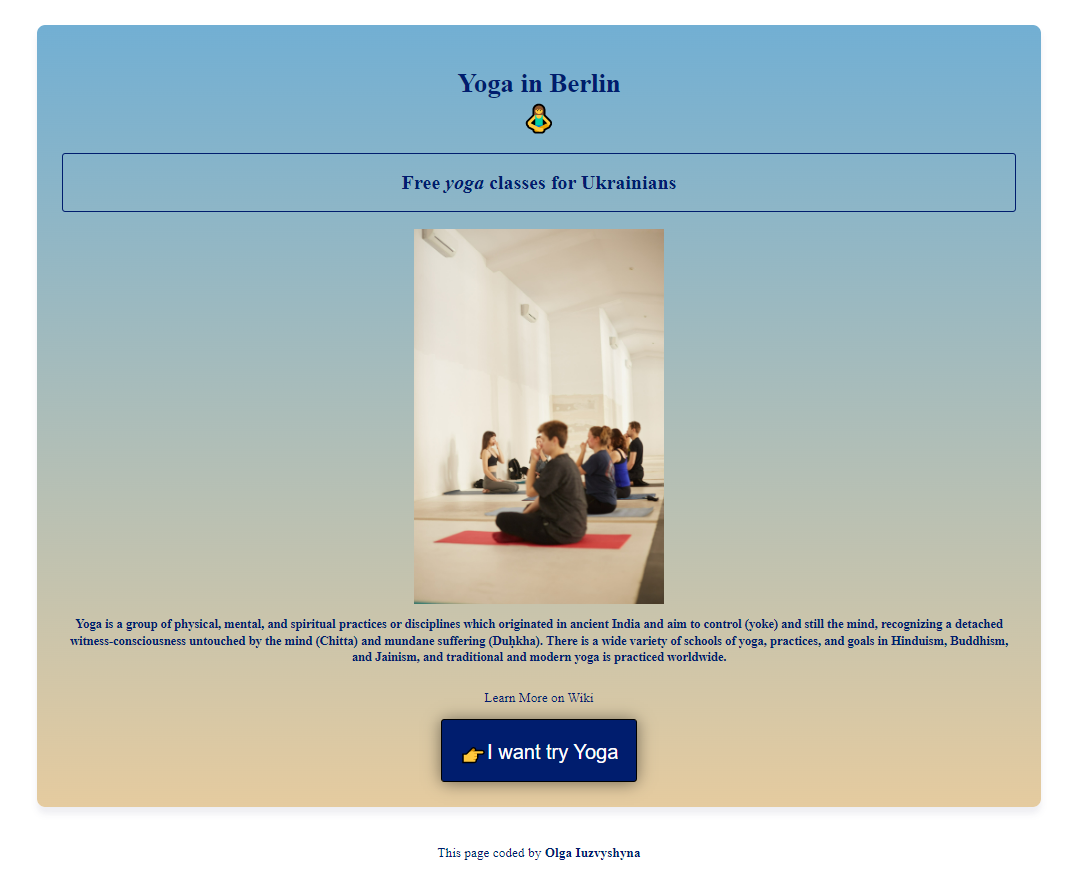 Yoga in Berlin
Free yoga classes for Ukrainians
Yoga is a group of physical, mental, and spiritual practices or disciplines which originated in ancient India and aim to control (yoke) and still the mind, recognizing a detached
witness-consciousness untouched by the mind (Chitta) and mundane suffering (Duḥkha). There is a wide variety of schools of yoga, practices, and goals in Hinduism, Buddhism,
and Jainism, and traditional and modern yoga is practiced worldwide.
Learn More on Wiki
I want try Yoga
This page coded by Olga Iuzvyshyna